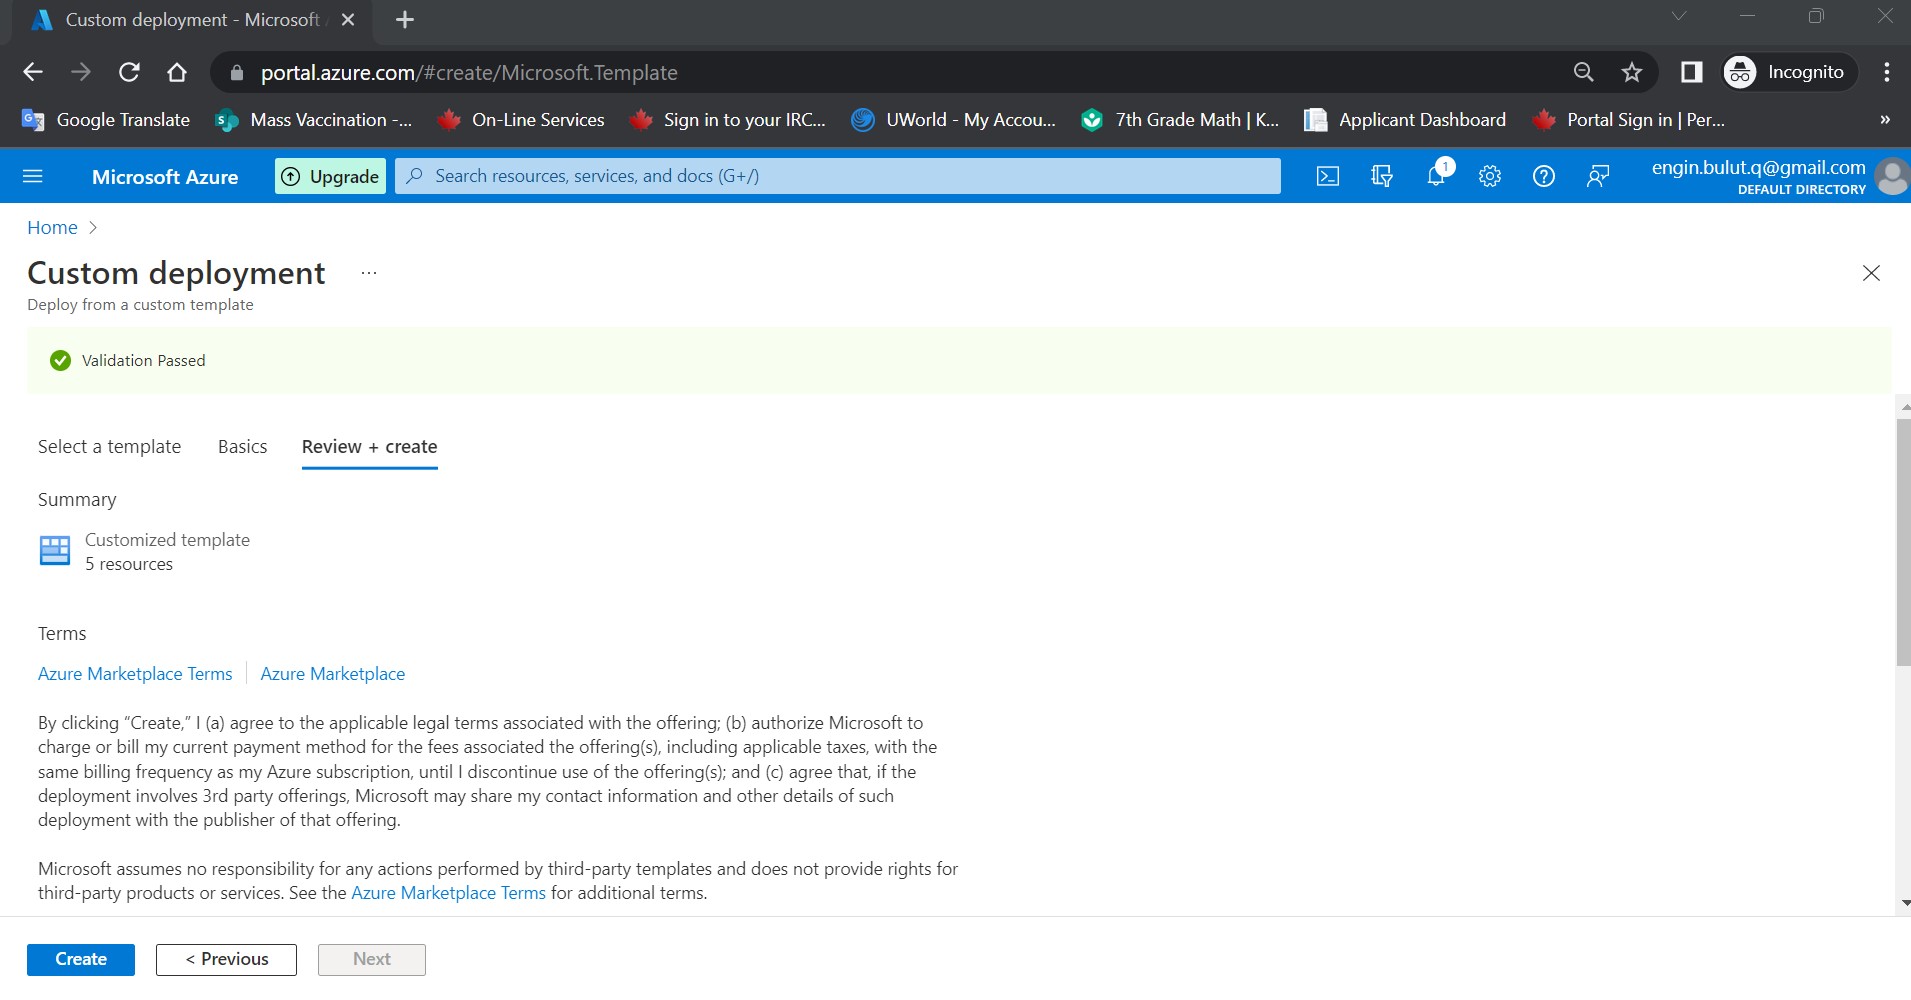 Custom deployment - Microsoft
portal.azure.com/#create/Microsoft.Template
Incognito
Google Translate
Mass Vaccination -...
On-Line Services
Sign in to your IRC...
UWorld - My Accou...
7th Grade Math | K...
Applicant Dashboard
Portal Sign in | Per...
»
Microsoft Azure
Upgrade
Search resources, services, and docs (G+/)
1
engin.bulut.q@gmail.com
DEFAULT DIRECTORY
Home >
Custom deployment ...
Deploy from a custom template
Validation Passed
Select a template Basics Review + create
Summary
Customized template
5 resources
Terms
Azure Marketplace Terms Azure Marketplace
By clicking “Create,” I (a) agree to the applicable legal terms associated with the offering; (b) authorize Microsoft to
charge or bill my current payment method for the fees associated the offering(s), including applicable taxes, with the
same billing frequency as my Azure subscription, until I discontinue use of the offering(s); and (c) agree that, if the
deployment involves 3rd party offerings, Microsoft may share my contact information and other details of such
deployment with the publisher of that offering.
Microsoft assumes no responsibility for any actions performed by third-party templates and does not provide rights for
third-party products or services. See the Azure Marketplace Terms for additional terms.
Create < Previous Next